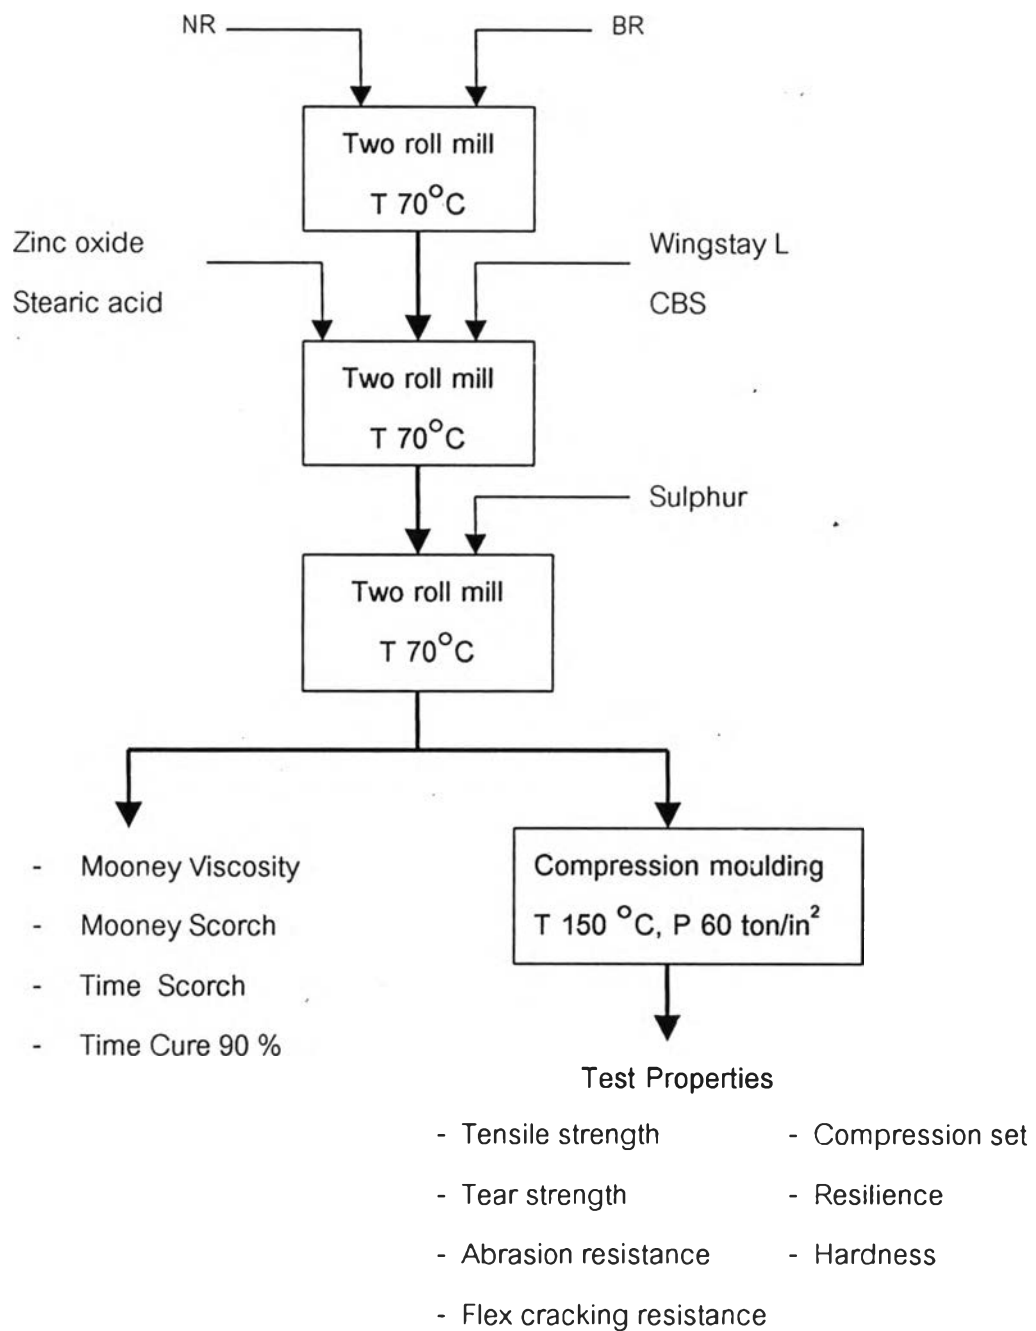 NR
BR
Two roll mill
T 70°C
Zinc oxide
Stearic acid
Wingstay L
CBS
Two roll mill
T 70°C
Sulphur
Two roll mill
T 70°C
- Mooney Viscosity
- Mooney Scorch
- Time Scorch
- Time Cure 90 %
Compression moulding
T 150 °C, P 60 ton/in²
Test Properties
- Tensile strength
- Compression set
- Tear strength
- Resilience
- Abrasion resistance
- Hardness
- Flex cracking resistance